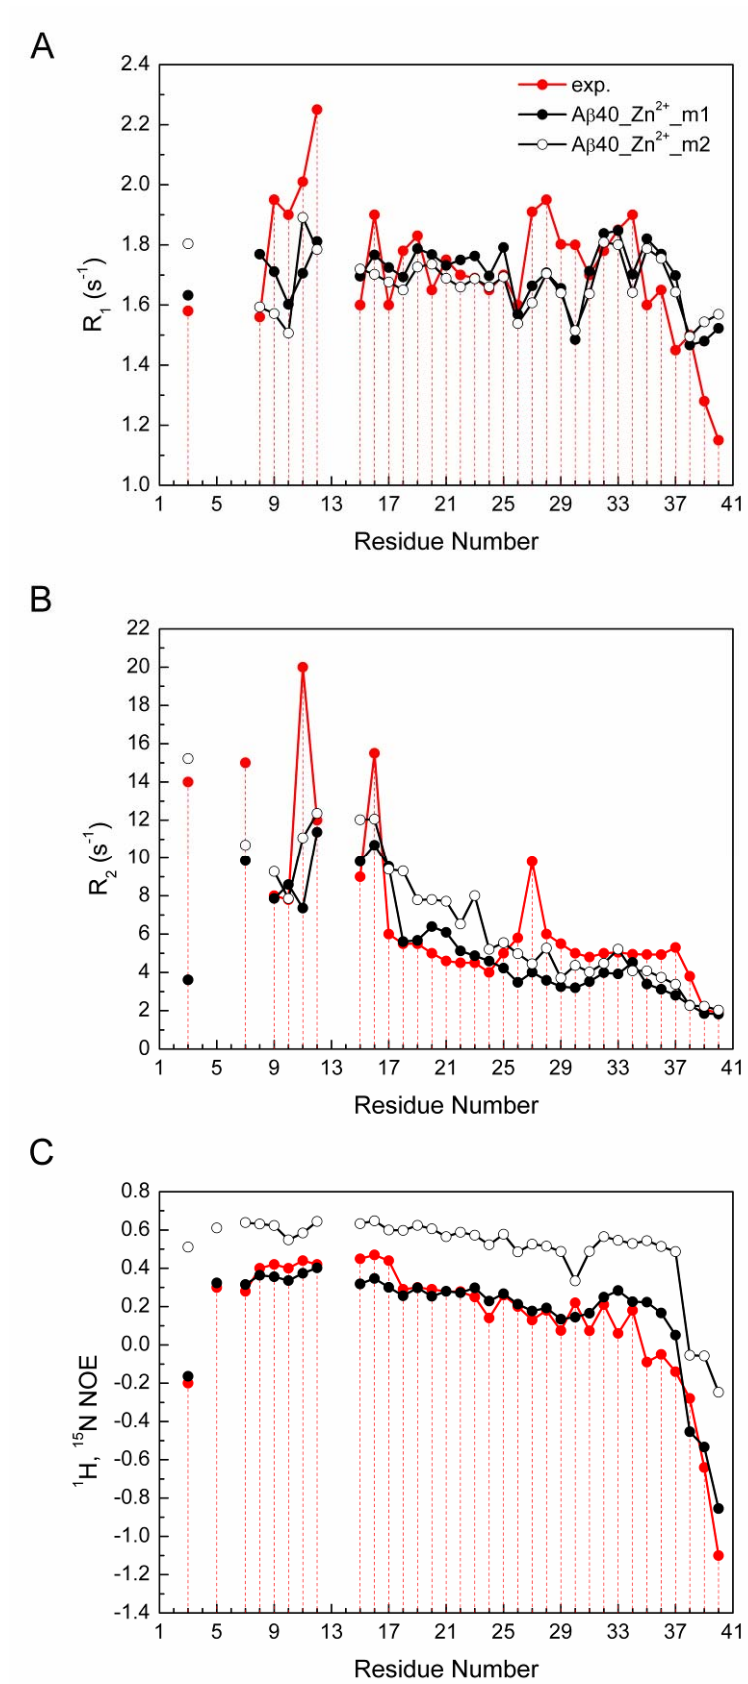 A
2.4
2.2
2.0
1.8
1.6
1.4
1.2
1.0
R₁ (s⁻¹)
exp.
Aβ40_Zn²⁺_m1
Aβ40_Zn²⁺_m2
1 5 9 13 17 21 25 29 33 37 41
Residue Number
B
22
20
18
16
14
12
10
8
6
4
2
0
R₂ (s⁻¹)
1 5 9 13 17 21 25 29 33 37 41
Residue Number
C
0.8
0.6
0.4
0.2
0.0
-0.2
-0.4
-0.6
-0.8
-1.0
-1.2
-1.4
¹H, ¹⁵N NOE
1 5 9 13 17 21 25 29 33 37 41
Residue Number